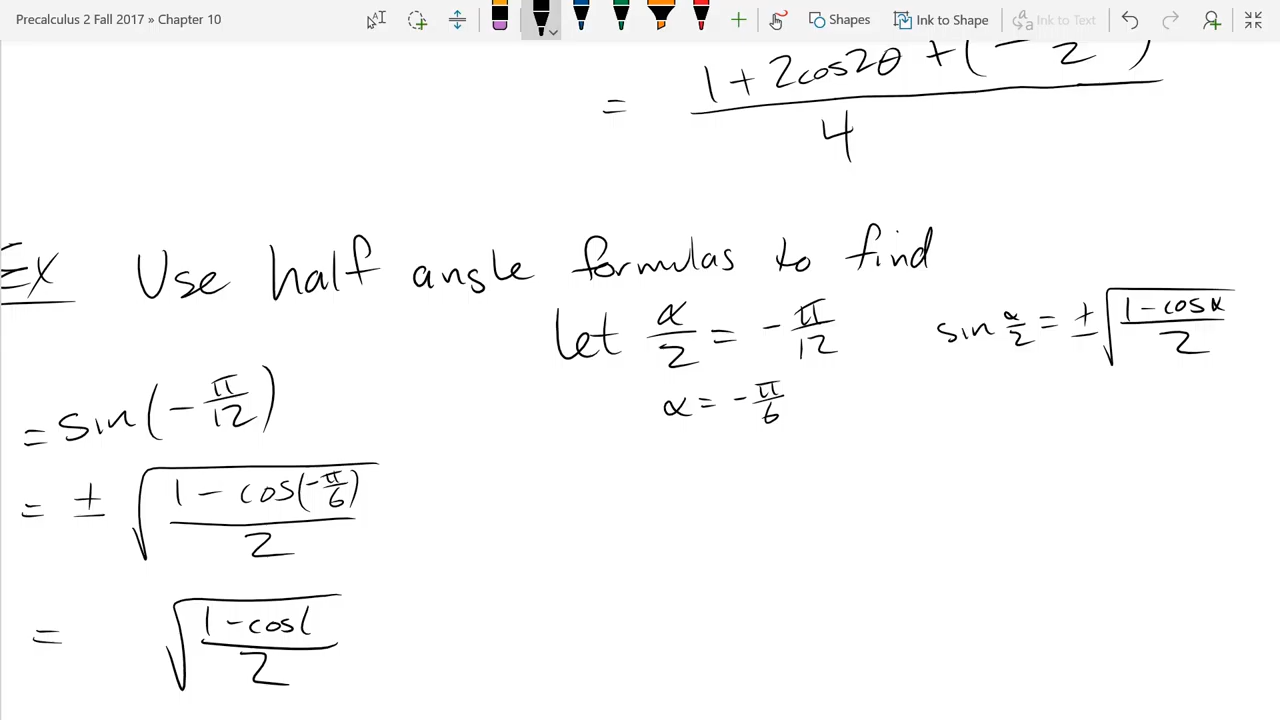 Precalculus 2 Fall 2017 » Chapter 10
Shapes
Ink to Shape
Ink to Text
= (1 + 2cos2θ + ( – 2 )) / 4
Ex Use half angle formulas to find
let α/2 = -π/12
sin α/2 = ±√((1 - cosα)/2)
α = -π/6
= sin(-π/12)
= ±√((1 - cos(-π/6))/2)
= √((1 - cos()/2)